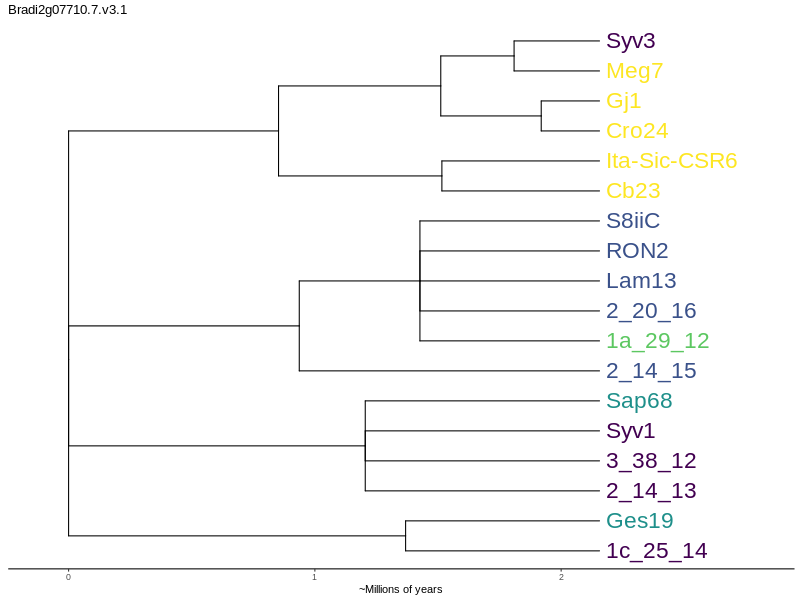 Bradi2g07710.7.v3.1
Syv3
Meg7
Gj1
Cro24
Ita-Sic-CSR6
Cb23
S8iiC
RON2
Lam13
2_20_16
1a_29_12
2_14_15
Sap68
Syv1
3_38_12
2_14_13
Ges19
1c_25_14
0 1 2
~Millions of years